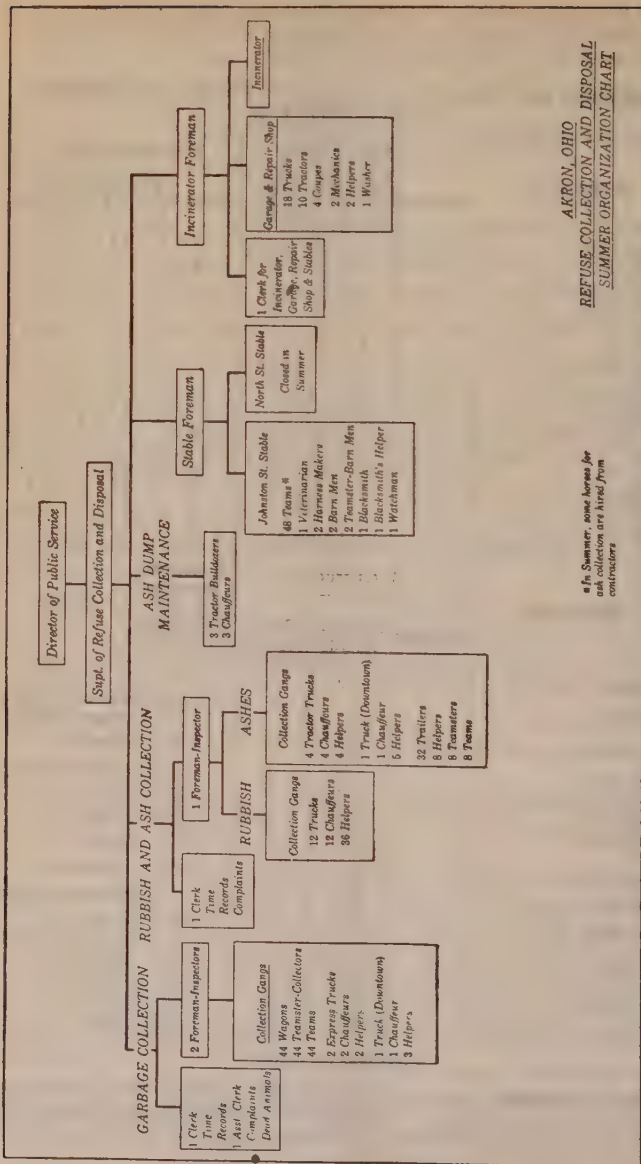 Director of Public Service
Supt. of Refuse Collection and Disposal
GARBAGE COLLECTION
1 Clerk
Time
Records
1 Asst Clerk
Complaints
Dead Animals
2 Foreman-Inspectors
Collection Gangs
44 Wagons
44 Teamster-Collectors
44 Teams
2 Express Trucks
2 Chauffeurs
2 Helpers
1 Truck (Downtown)
1 Chauffeur
3 Helpers
RUBBISH AND ASH COLLECTION
1 Clerk
Time
Records
Complaints
1 Foreman-Inspector
RUBBISH
Collection Gangs
12 Trucks
12 Chauffeurs
36 Helpers
ASHES
Collection Gangs
4 Tractor Trucks
4 Chauffeurs
4 Helpers
1 Truck (Downtown)
1 Chauffeur
5 Helpers
32 Trailers
8 Helpers
8 Teamsters
8 Teams
ASH DUMP
MAINTENANCE
3 Tractor Bulldozers
3 Chauffeurs
Stable Foreman
Johnston St. Stable
48 Teams*
1 Veterinarian
2 Harness Makers
2 Barn Men
2 Teamster-Barn Men
1 Blacksmith
1 Blacksmith's Helper
1 Watchman
North St. Stable
Closed in
Summer
Incinerator Foreman
1 Clerk for
Incinerator,
Garage, Repair
Shop & Stables
Garage & Repair Shop
18 Trucks
10 Tractors
4 Coupes
2 Mechanics
2 Helpers
1 Washer
Incinerator
*In Summer, some horses for
ash collection are hired from
contractors
AKRON, OHIO
REFUSE COLLECTION AND DISPOSAL
SUMMER ORGANIZATION CHART